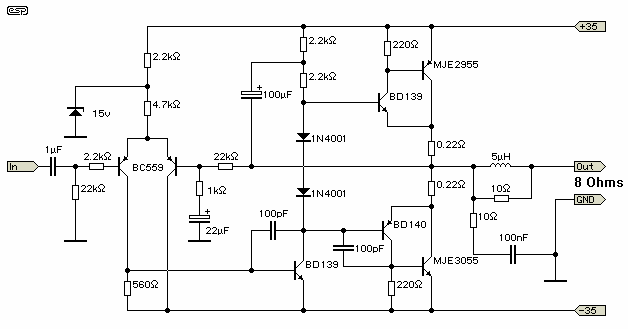 esp
+35
2.2kΩ
2.2kΩ
220Ω
MJE2955
2.2kΩ
100µF
4.7kΩ
15v
BD139
1N4001
0.22Ω
1µF
5µH
In
2.2kΩ
BC559
22kΩ
Out
8 Ohms
22kΩ
1kΩ
1N4001
0.22Ω
10Ω
GND
100pF
BD140
10Ω
22µF
100pF
100nF
BD139
MJE3055
560Ω
220Ω
-35